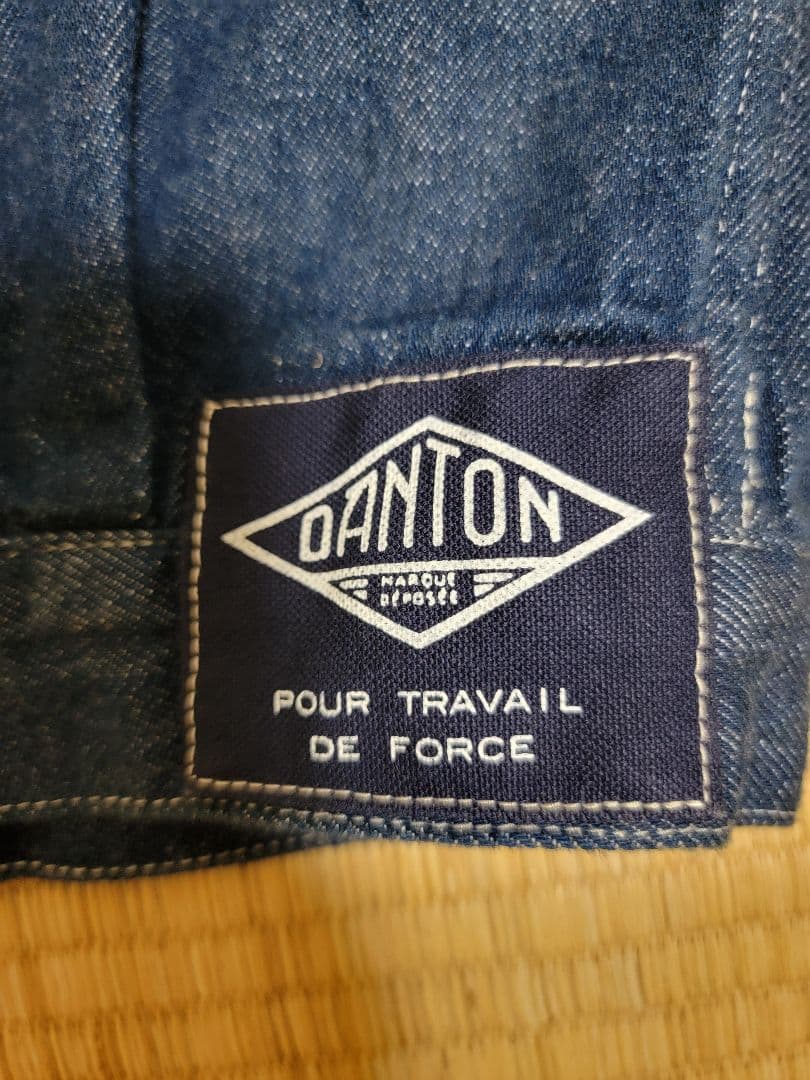 DANTON
MARQUE
DÉPOSÉE
POUR TRAVAIL
DE FORCE